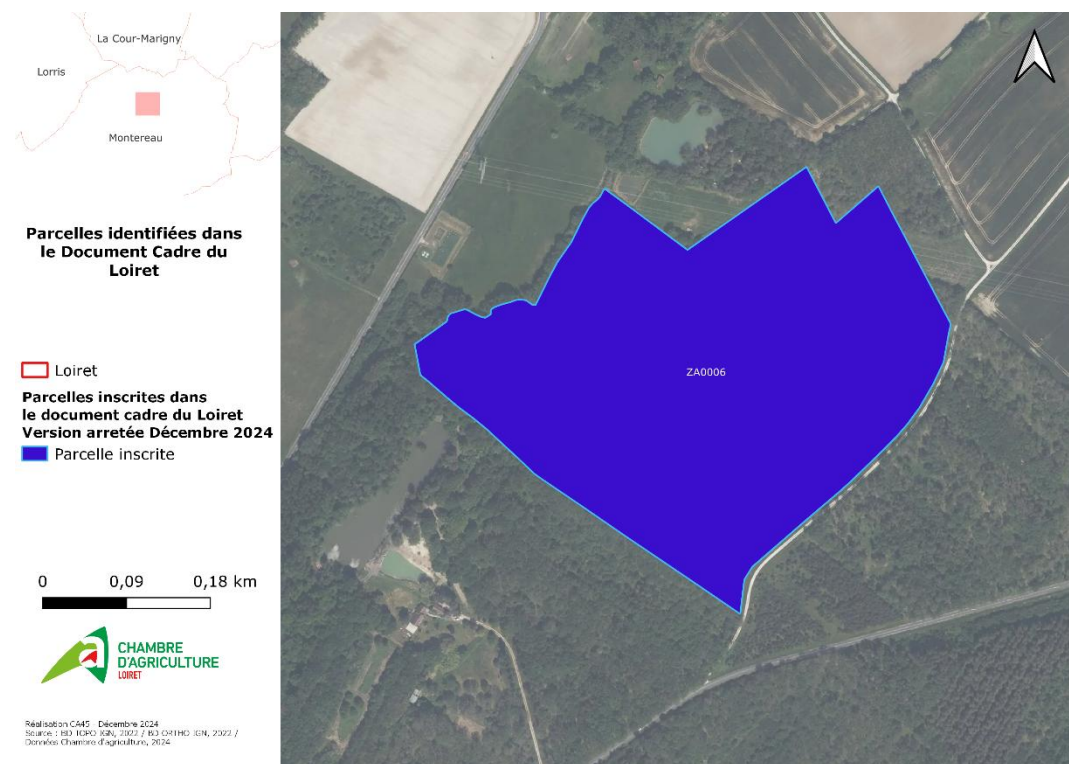 La Cour-Marigny
Lorris
Montereau
Parcelles identifiées dans
le Document Cadre du
Loiret
Loiret
Parcelles inscrites dans
le document cadre du Loiret
Version arretée Décembre 2024
Parcelle inscrite
0 0,09 0,18 km
CHAMBRE
D'AGRICULTURE
LOIRET
Réalisation CA45 - Décembre 2024
Source : BD TOPO IGN, 2022 / BD ORTHO IGN, 2022 /
Données Chambre d'agriculture, 2024
ZA0006